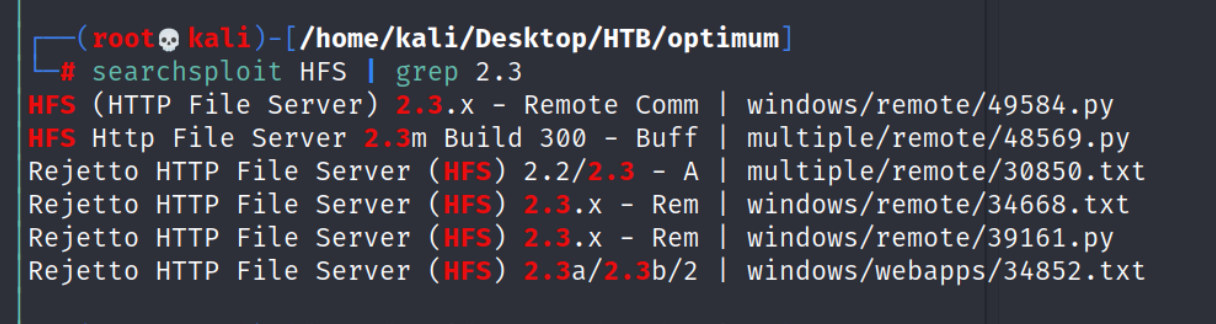 ┌──(root💀kali)-[/home/kali/Desktop/HTB/optimum]
└─# searchsploit HFS | grep 2.3
HFS (HTTP File Server) 2.3.x - Remote Comm | windows/remote/49584.py
HFS Http File Server 2.3m Build 300 - Buff | multiple/remote/48569.py
Rejetto HTTP File Server (HFS) 2.2/2.3 - A | multiple/remote/30850.txt
Rejetto HTTP File Server (HFS) 2.3.x - Rem | windows/remote/34668.txt
Rejetto HTTP File Server (HFS) 2.3.x - Rem | windows/remote/39161.py
Rejetto HTTP File Server (HFS) 2.3a/2.3b/2 | windows/webapps/34852.txt